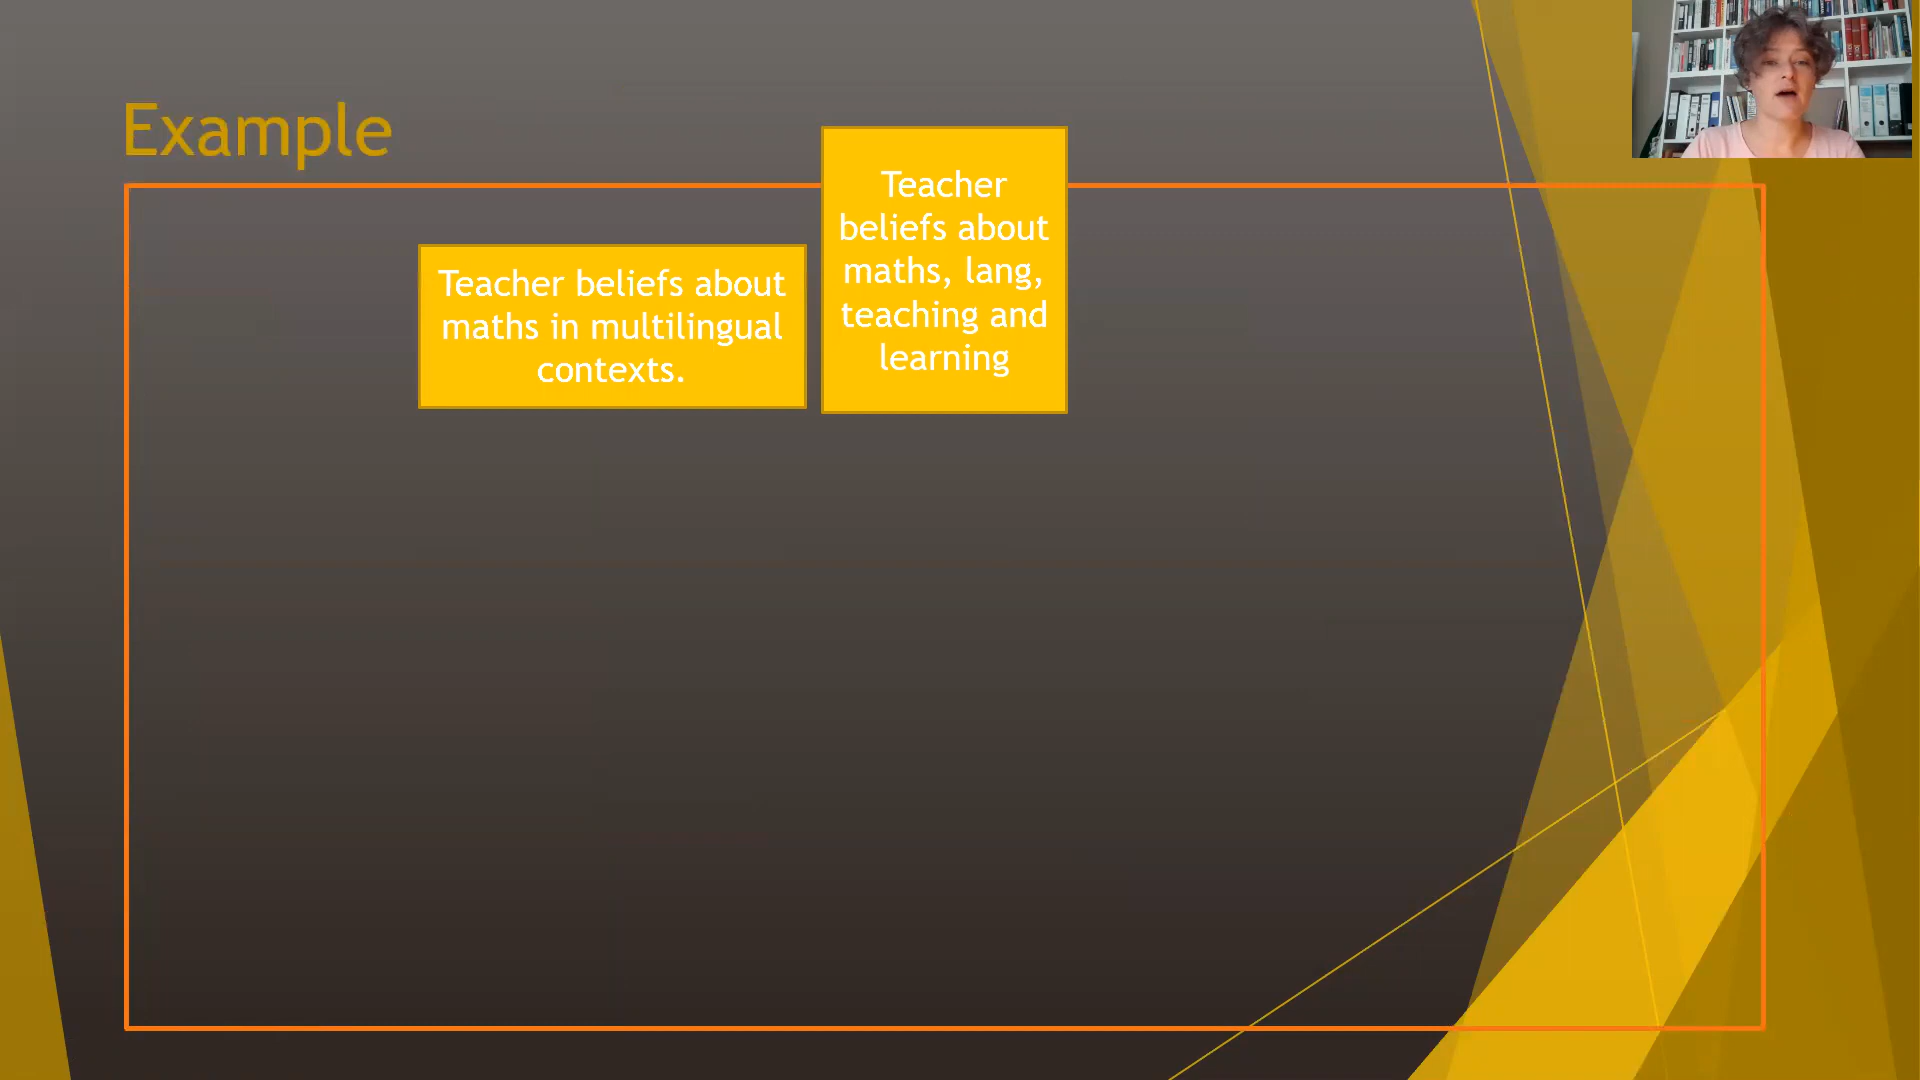 Example
Teacher beliefs about
maths in multilingual
contexts.
Teacher
beliefs about
maths, lang,
teaching and
learning